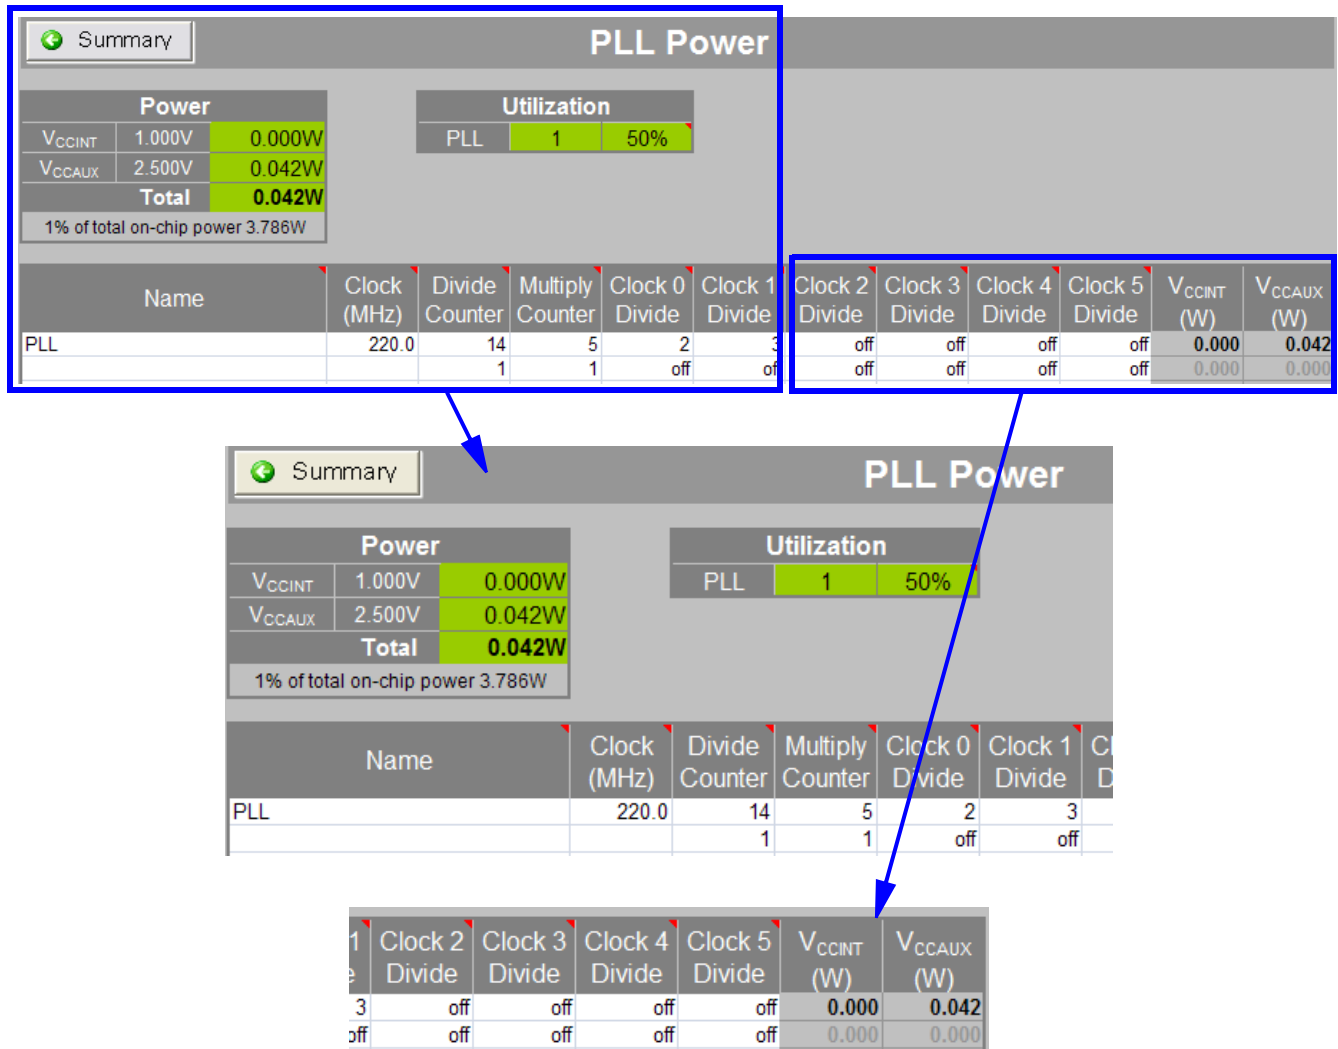 Summary
PLL Power
Power
Utilization
VCCINT 1.000V 0.000W
PLL 1 50%
VCCAUX 2.500V 0.042W
Total 0.042W
1% of total on-chip power 3.786W
Name Clock (MHz) Divide Counter Multiply Counter Clock 0 Divide Clock 1 Divide Clock 2 Divide Clock 3 Divide Clock 4 Divide Clock 5 Divide VCCINT (W) VCCAUX (W)
PLL 220.0 14 5 2 3 off off off off 0.000 0.042
1 1 off off off off off off 0.000 0.000
Summary
PLL Power
Power
Utilization
VCCINT 1.000V 0.000W
PLL 1 50%
VCCAUX 2.500V 0.042W
Total 0.042W
1% of total on-chip power 3.786W
Name Clock (MHz) Divide Counter Multiply Counter Clock 0 Divide Clock 1 Divide
PLL 220.0 14 5 2 3
1 1 off off
1 Clock 2 Divide Clock 3 Divide Clock 4 Divide Clock 5 Divide VCCINT (W) VCCAUX (W)
3 off off off off 0.000 0.042
off off off off off 0.000 0.000